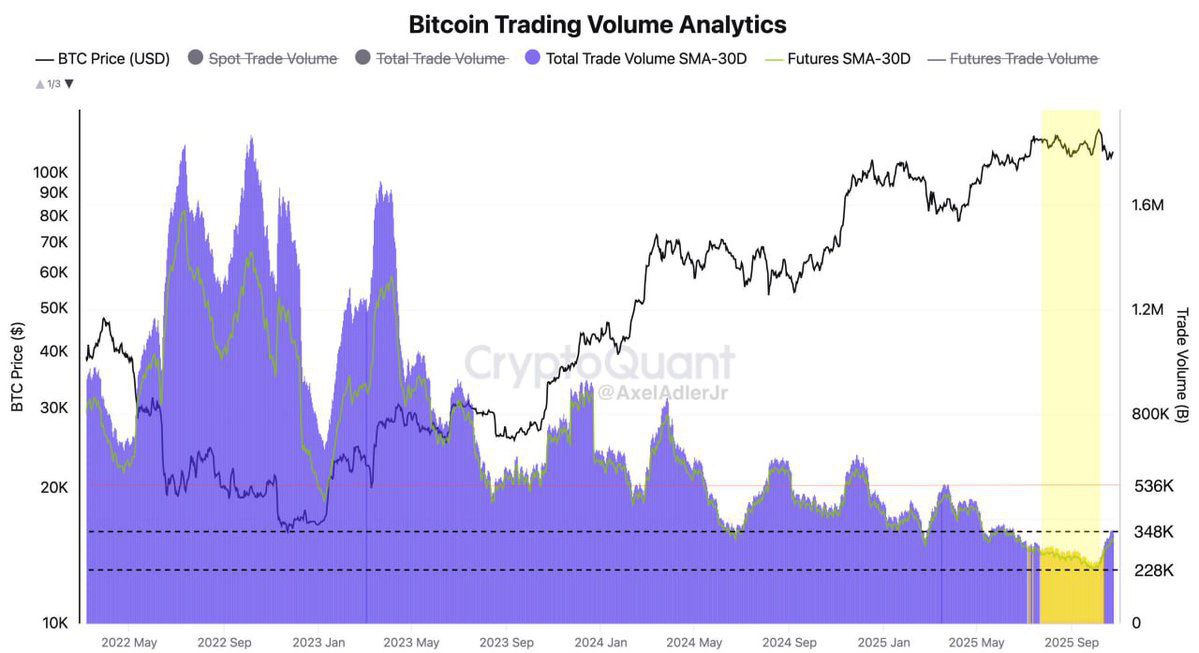 Bitcoin Trading Volume Analytics
BTC Price (USD) Spot Trade Volume Total Trade Volume Total Trade Volume SMA-30D Futures SMA-30D Futures Trade Volume
▲ 1/3 ▼
100K
90K
80K
70K
60K
50K
40K
30K
20K
10K
BTC Price ($)
1.6M
1.2M
800K
536K
348K
228K
0
Trade Volume (₿)
CryptoQuant
@AxelAdlerJr
2022 May 2022 Sep 2023 Jan 2023 May 2023 Sep 2024 Jan 2024 May 2024 Sep 2025 Jan 2025 May 2025 Sep